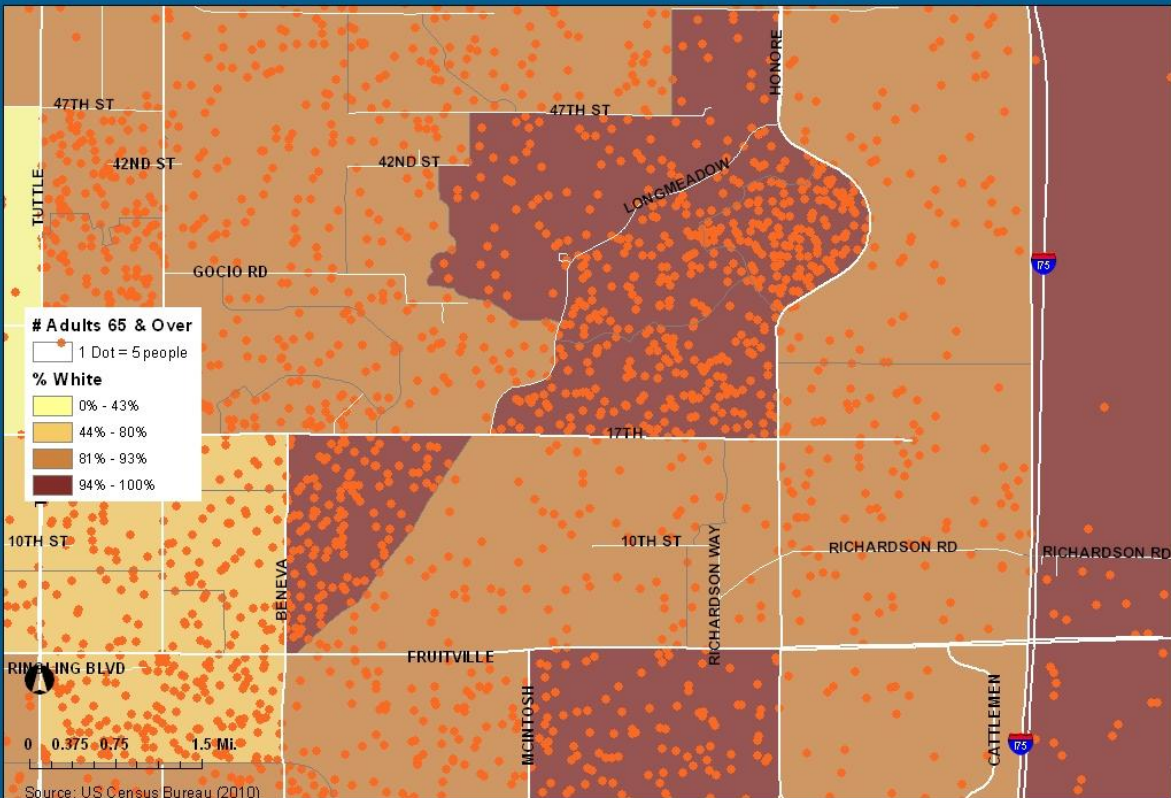 HONORE
47TH ST
47TH ST
42ND ST
42ND ST
TUTTLE
LONGMEADOW
GOCIO RD
I75
# Adults 65 & Over
1 Dot = 5 people
% White
0% - 43%
44% - 80%
81% - 93%
94% - 100%
17TH
10TH ST
10TH ST
RICHARDSON RD
RICHARDSON RD
BENEVA
RICHARDSON WAY
FRUITVILLE
RINGLING BLVD
MCINTOSH
CATTLEMEN
I75
0 0.375 0.75 1.5 Mi.
Source: US Census Bureau (2010)